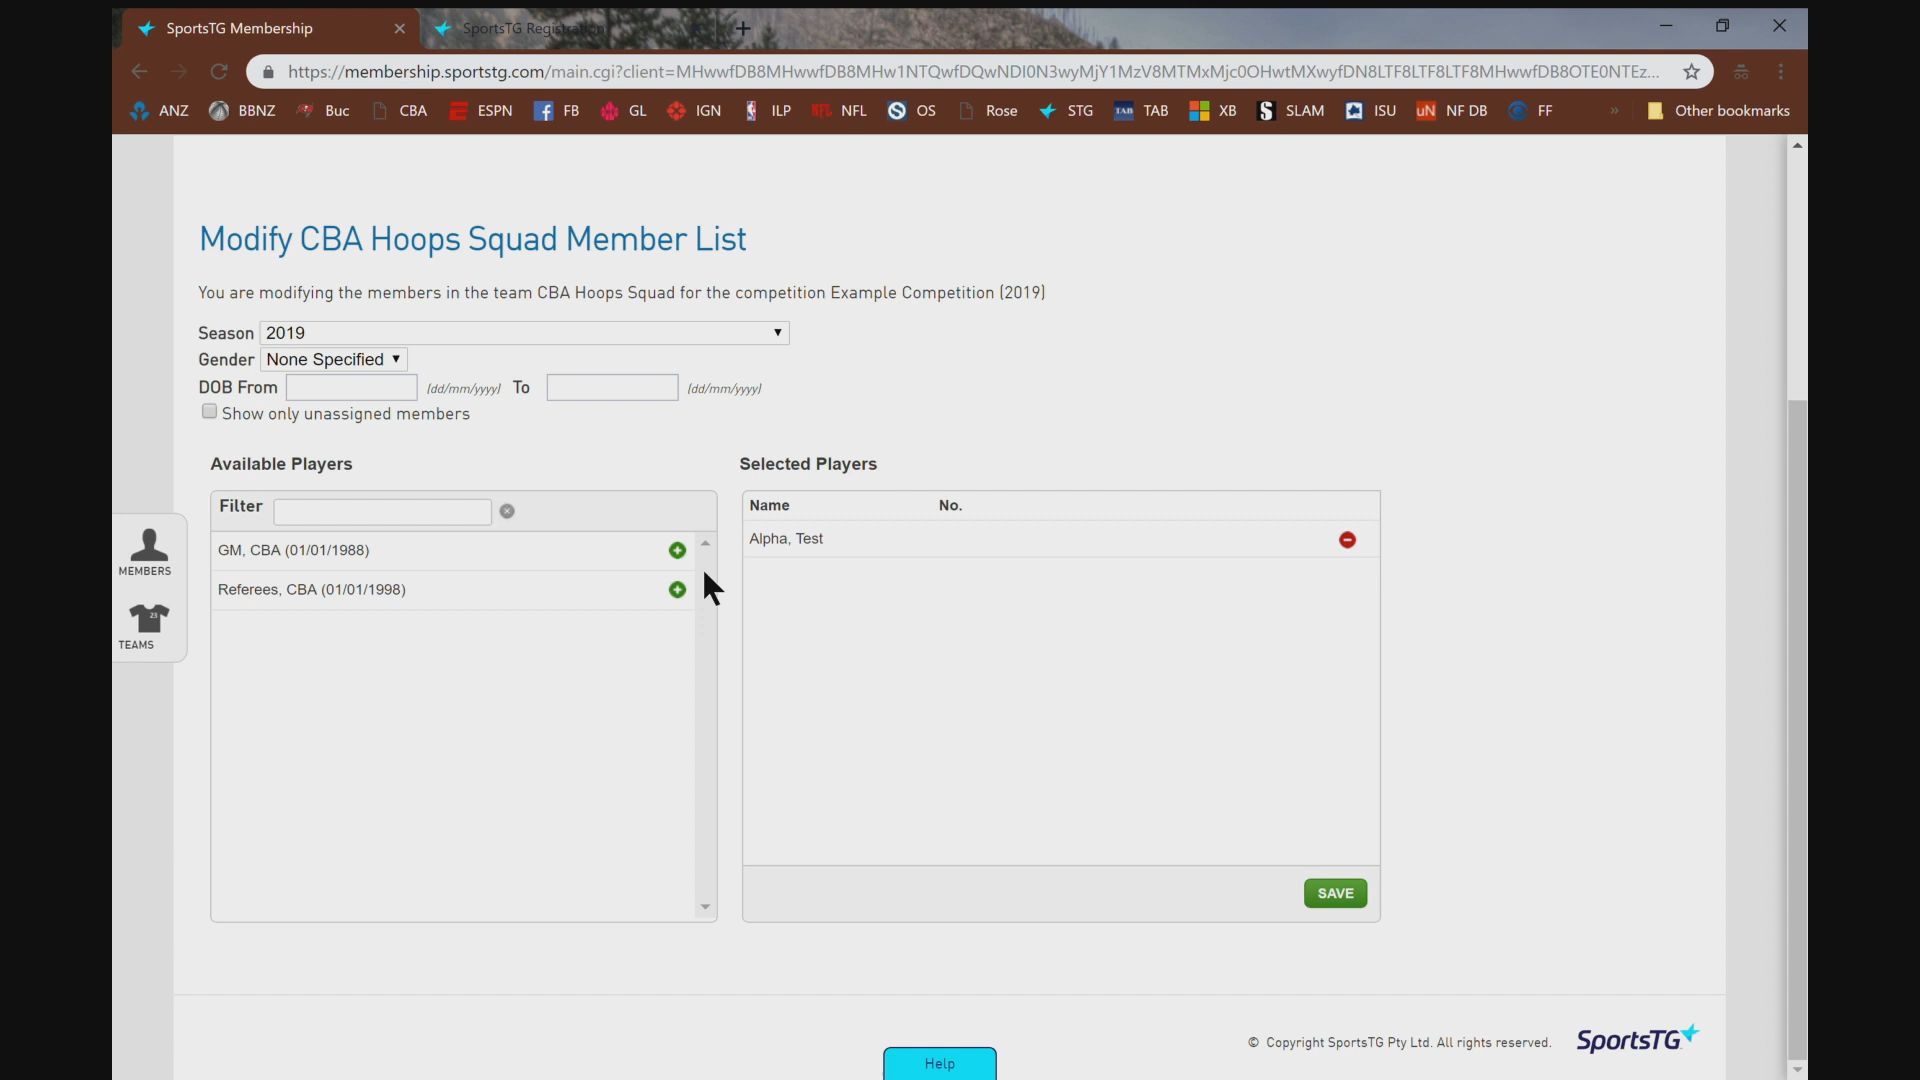 SportsTG Membership
SportsTG Registration
https://membership.sportstg.com/main.cgi?client=MHwwfDB8MHwwfDB8MHw1NTQwfDQwNDI0N3wyMjY1MzV8MTMxMjc0OHwtMXwyfDN8LTF8LTF8LTF8MHwwfDB8OTE0NTEz...
ANZ BBNZ Buc CBA ESPN FB GL IGN ILP NFL OS Rose STG TAB XB SLAM ISU NF DB FF » Other bookmarks
Modify CBA Hoops Squad Member List
You are modifying the members in the team CBA Hoops Squad for the competition Example Competition (2019)
Season 2019
Gender None Specified
DOB From (dd/mm/yyyy) To (dd/mm/yyyy)
Show only unassigned members
Available Players Selected Players
Filter
Name No.
GM, CBA (01/01/1988)
Alpha, Test
Referees, CBA (01/01/1998)
MEMBERS
23
TEAMS
SAVE
© Copyright SportsTG Pty Ltd. All rights reserved.
SportsTG
Help